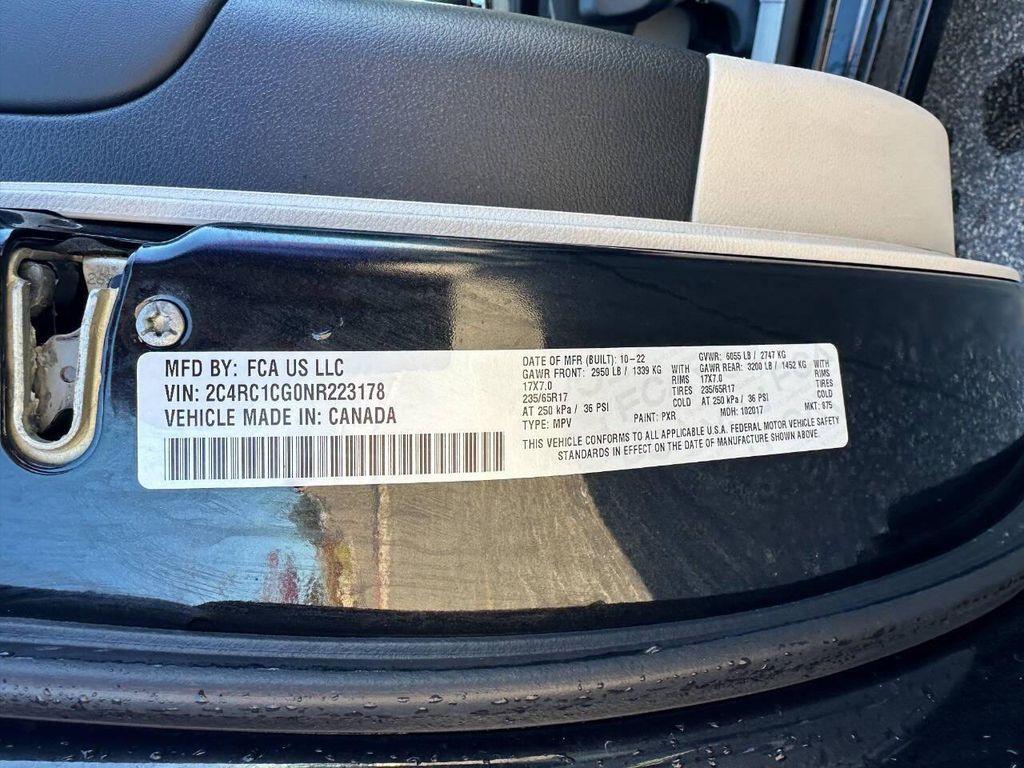 MFD BY: FCA US LLC
VIN: 2C4RC1CG0NR223178
VEHICLE MADE IN: CANADA
DATE OF MFR (BUILT): 10-22 GVWR: 6055 LB / 2747 KG
GAWR FRONT: 2950 LB / 1339 KG WITH GAWR REAR: 3200 LB / 1452 KG WITH
17X7.0 RIMS 17X7.0 RIMS
235/65R17 TIRES 235/65R17 TIRES
AT 250 kPa / 36 PSI COLD AT 250 kPa / 36 PSI COLD
TYPE: MPV PAINT: PXR MDH: 102017 MKT: 875
THIS VEHICLE CONFORMS TO ALL APPLICABLE U.S.A. FEDERAL MOTOR VEHICLE SAFETY
STANDARDS IN EFFECT ON THE DATE OF MANUFACTURE SHOWN ABOVE.